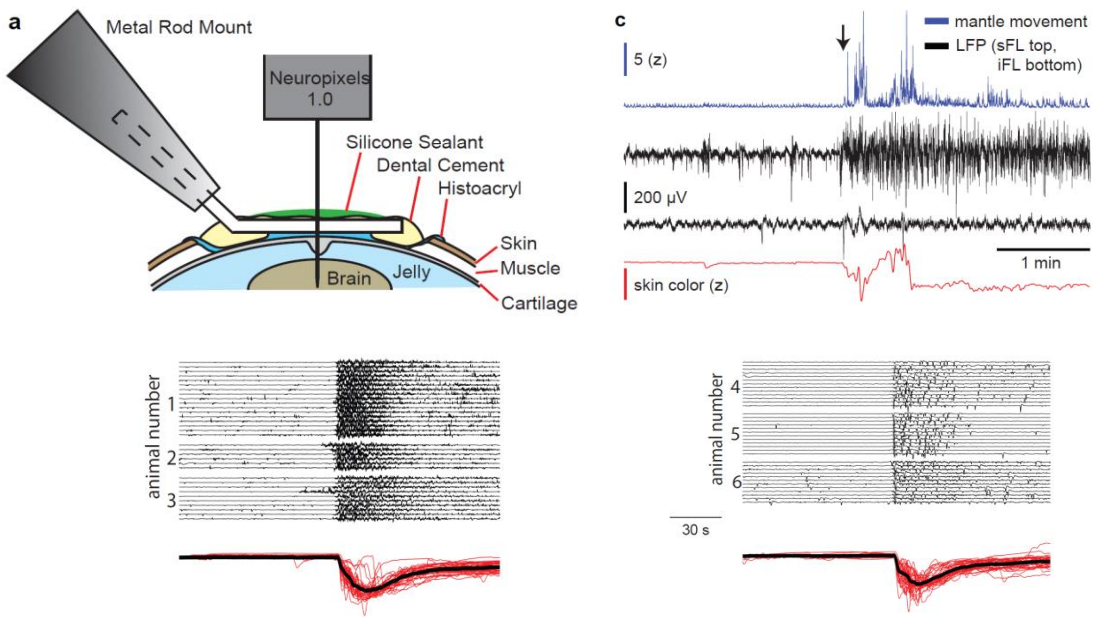 a
Metal Rod Mount
Neuropixels
1.0
Silicone Sealant
Dental Cement
Histoacryl
Skin
Muscle
Cartilage
Jelly
Brain
c
mantle movement
LFP (sFL top,
iFL bottom)
5 (z)
200 µV
1 min
skin color (z)
animal number
1
2
3
animal number
4
5
6
30 s